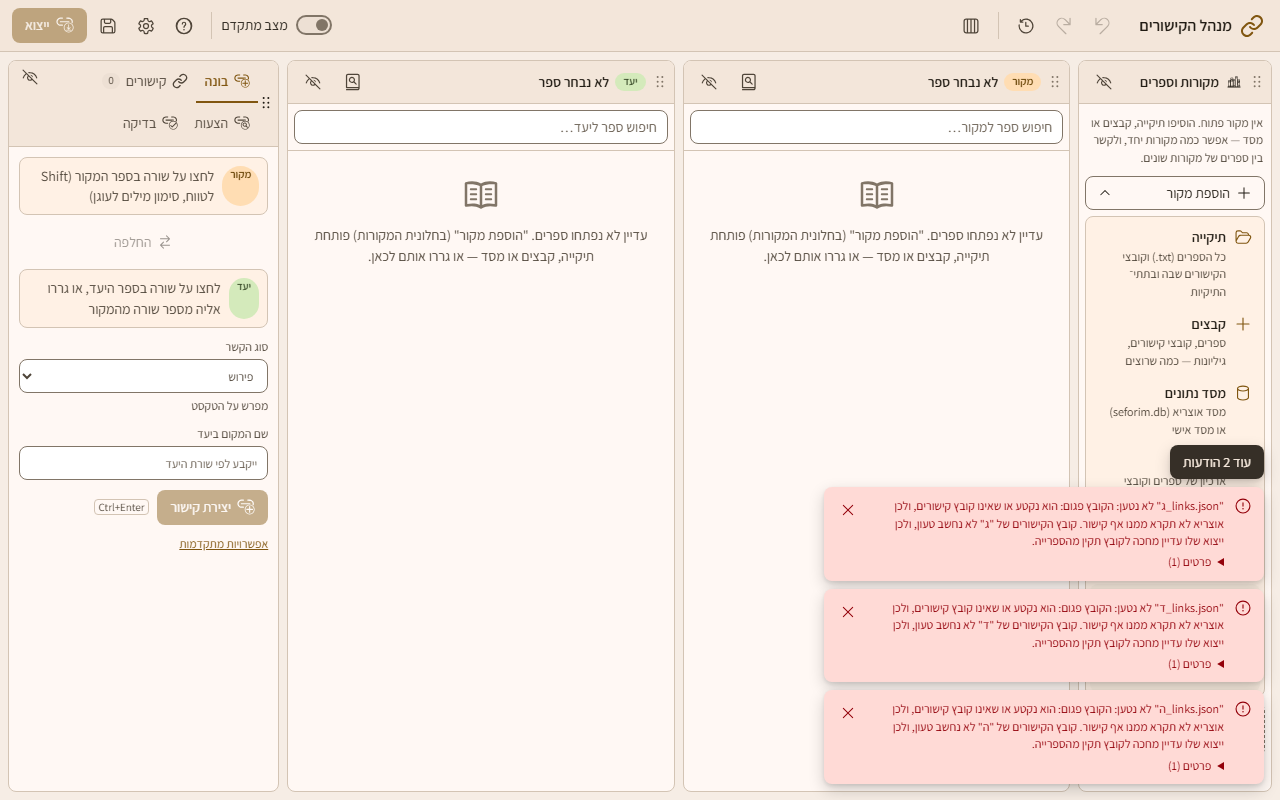 מנהל הקישורים
מצב מתקדם
ייצוא
מקורות וספרים
אין מקור פתוח. הוסיפו תיקייה, קבצים או
מסד — אפשר כמה מקורות יחד, ולקשר
בין ספרים של מקורות שונים.
הוספת מקור
תיקייה
כל הספרים (txt.) וקובצי
הקישורים שבה ובתתי־
התיקיות
קבצים
ספרים, קובצי קישורים,
גיליונות — כמה שרוצים
מסד נתונים
מסד אוצריא (seforim.db)
או מסד אישי
ארכיון של ספרים וקובצי
מקור
לא נבחר ספר
חיפוש ספר למקור…
עדיין לא נפתחו ספרים. "הוספת מקור" (בחלונית המקורות) פותחת
תיקייה, קבצים או מסד — או גררו אותם לכאן.
יעד
לא נבחר ספר
חיפוש ספר ליעד…
עדיין לא נפתחו ספרים. "הוספת מקור" (בחלונית המקורות) פותחת
תיקייה, קבצים או מסד — או גררו אותם לכאן.
בונה
קישורים 0
הצעות
בדיקה
מקור
לחצו על שורה בספר המקור (Shift
לטווח, סימון מילים לעוגן)
החלפה
יעד
לחצו על שורה בספר היעד, או גררו
אליה מספר שורה מהמקור
סוג הקשר
פירוש
מפרש על הטקסט
שם המקום ביעד
ייקבע לפי שורת היעד
יצירת קישור
Ctrl+Enter
אפשרויות מתקדמות
עוד 2 הודעות
"ג_links.json" לא נטען: הקובץ פגום: הוא נקטע או שאינו קובץ קישורים, ולכן
אוצריא לא תקרא ממנו אף קישור. קובץ הקישורים של "ג" לא נחשב טעון, ולכן
ייצוא שלו עדיין מחכה לקובץ תקין מהספרייה.
פרטים (1)
"ד_links.json" לא נטען: הקובץ פגום: הוא נקטע או שאינו קובץ קישורים, ולכן
אוצריא לא תקרא ממנו אף קישור. קובץ הקישורים של "ד" לא נחשב טעון, ולכן
ייצוא שלו עדיין מחכה לקובץ תקין מהספרייה.
פרטים (1)
"ה_links.json" לא נטען: הקובץ פגום: הוא נקטע או שאינו קובץ קישורים, ולכן
אוצריא לא תקרא ממנו אף קישור. קובץ הקישורים של "ה" לא נחשב טעון, ולכן
ייצוא שלו עדיין מחכה לקובץ תקין מהספרייה.
פרטים (1)